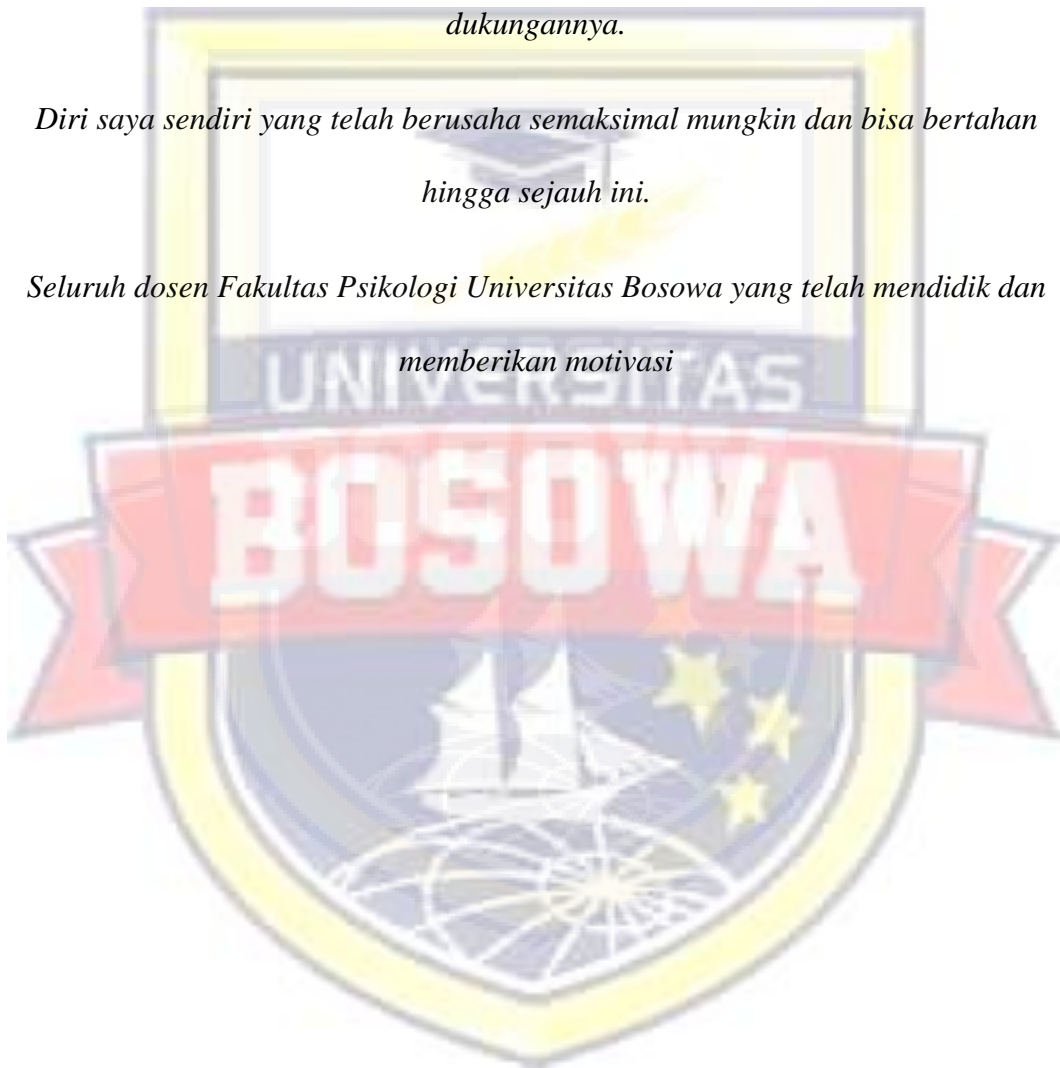 dukungannya.
Diri saya sendiri yang telah berusaha semaksimal mungkin dan bisa bertahan
hingga sejauh ini.
Seluruh dosen Fakultas Psikologi Universitas Bosowa yang telah mendidik dan
memberikan motivasi
UNIVERSITAS
BOSOWA